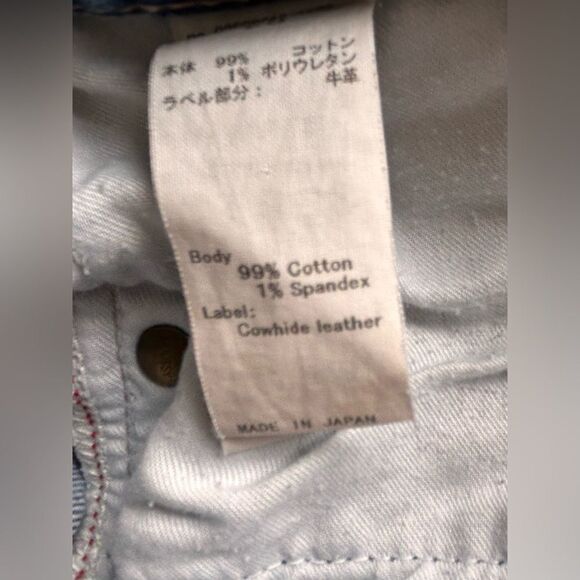 本体 99% コットン
1% ポリウレタン
ラベル部分： 牛革
Body
99% Cotton
1% Spandex
Label:
Cowhide leather
MADE IN JAPAN